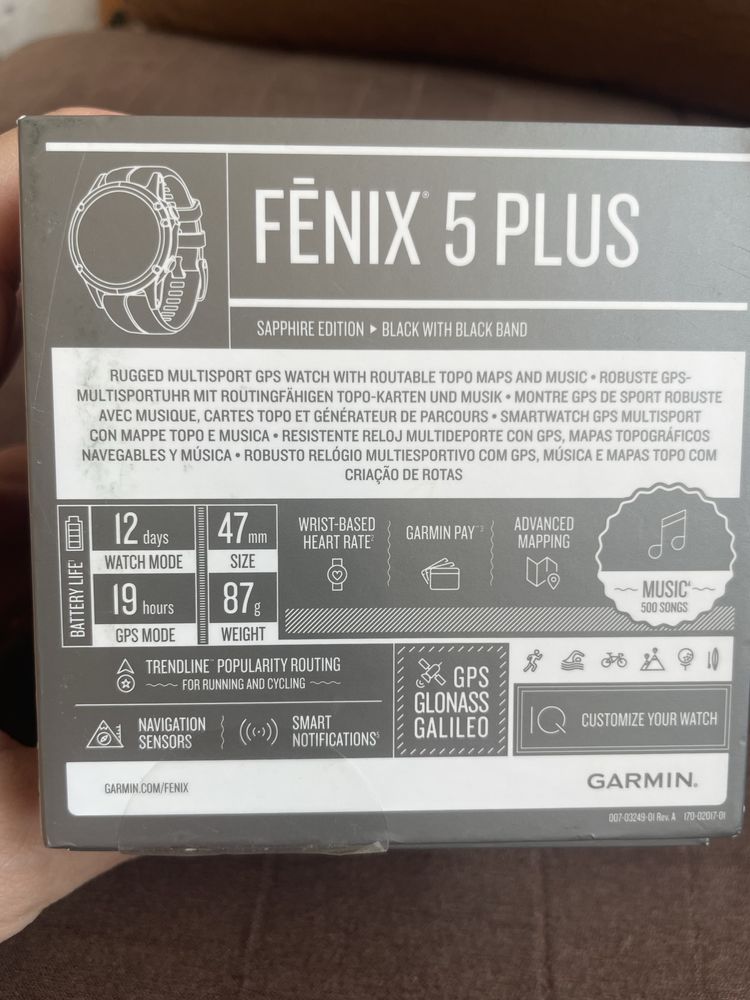 FĒNIX® 5 PLUS
SAPPHIRE EDITION ▸ BLACK WITH BLACK BAND
RUGGED MULTISPORT GPS WATCH WITH ROUTABLE TOPO MAPS AND MUSIC • ROBUSTE GPS-
MULTISPORTUHR MIT ROUTINGFÄHIGEN TOPO-KARTEN UND MUSIK • MONTRE GPS DE SPORT ROBUSTE
AVEC MUSIQUE, CARTES TOPO ET GÉNÉRATEUR DE PARCOURS • SMARTWATCH GPS MULTISPORT
CON MAPPE TOPO E MUSICA • RESISTENTE RELOJ MULTIDEPORTE CON GPS, MAPAS TOPOGRÁFICOS
NAVEGABLES Y MÚSICA • ROBUSTO RELÓGIO MULTIESPORTIVO COM GPS, MÚSICA E MAPAS TOPO COM
CRIAÇÃO DE ROTAS
BATTERY LIFE¹
12 days
WATCH MODE
19 hours
GPS MODE
47 mm
SIZE
87 g
WEIGHT
WRIST-BASED
HEART RATE²
GARMIN PAY™³
ADVANCED
MAPPING
MUSIC⁴
500 SONGS
TRENDLINE™ POPULARITY ROUTING
FOR RUNNING AND CYCLING
NAVIGATION
SENSORS
SMART
NOTIFICATIONS⁵
GPS
GLONASS
GALILEO
IQ CUSTOMIZE YOUR WATCH
GARMIN.COM/FENIX
GARMIN®
007-03249-01 Rev. A 170-02017-01